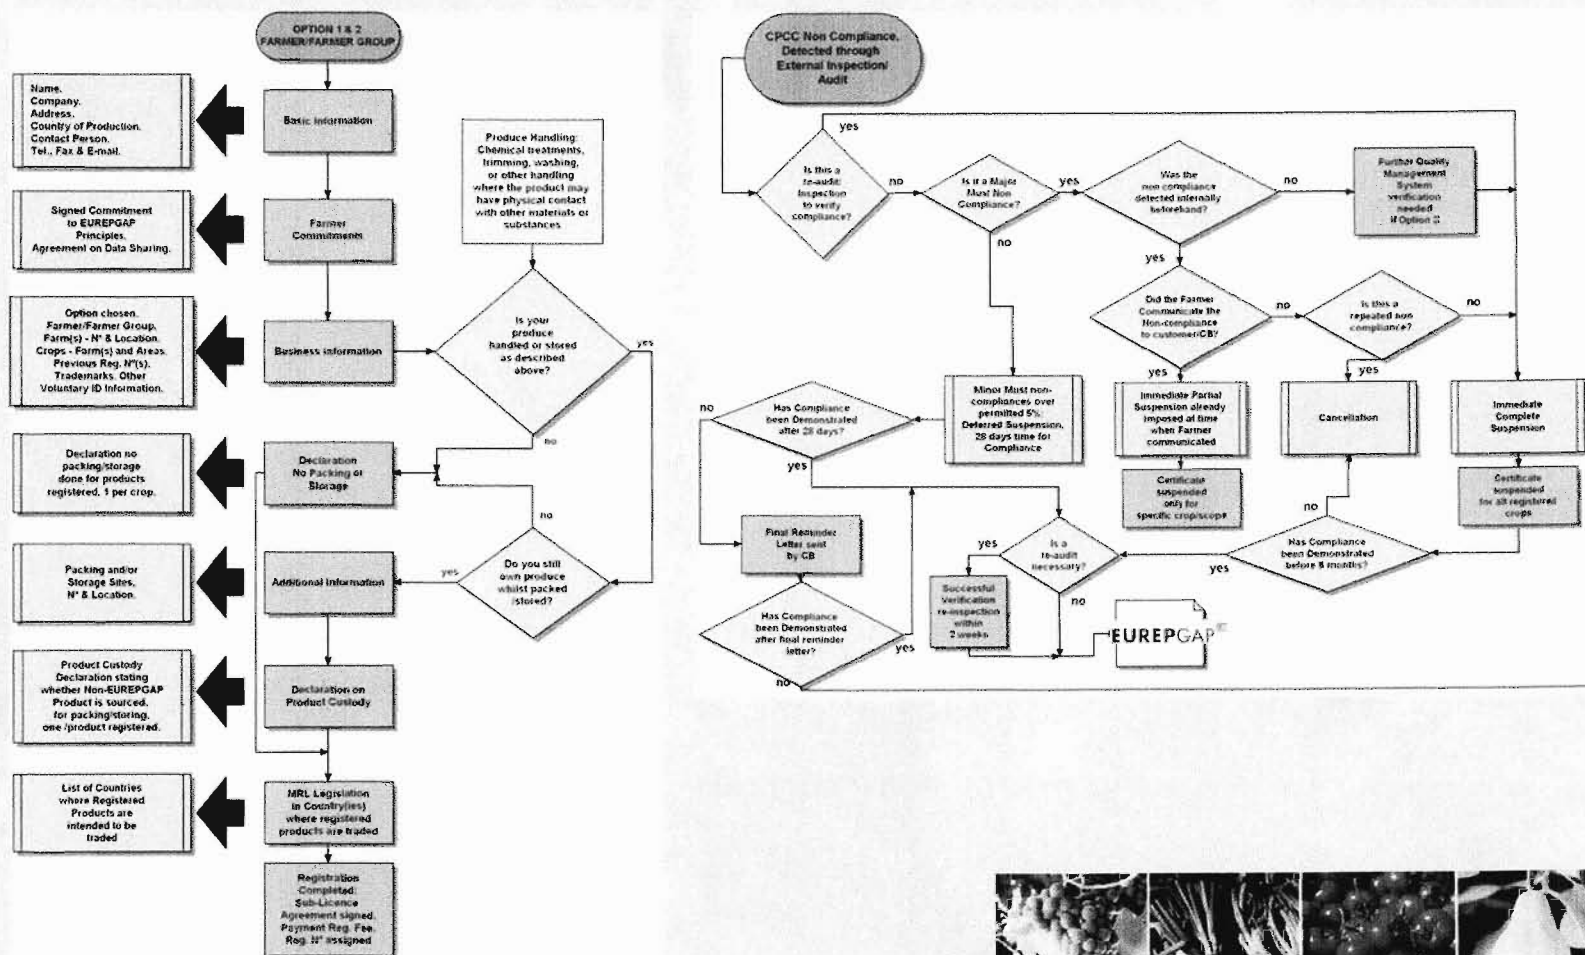 OPTION 1 & 2
FARMER/FARMER GROUP
Name.
Company.
Address.
Country of Production.
Contact Person.
Tel., Fax & E-mail.
Basic Information
Signed Commitment
to EUREPGAP
Principles.
Agreement on Data Sharing.
Farmer
Commitments
Produce Handling:
Chemical treatments,
trimming, washing,
or other handling
where the product may
have physical contact
with other materials or
substances
Option chosen.
Farmer/Farmer Group.
Farm(s) - N° & Location.
Crops - Farm(s) and Areas.
Previous Reg. N°(s).
Trademarks. Other
Voluntary ID Information.
Business Information
Is your
produce
handled or stored
as described
above?
yes
no
Declaration no
packing/storage
done for products
registered, 1 per crop.
Declaration
No Packing or
Storage
no
Packing and/or
Storage Sites,
N° & Location.
Additional Information
yes
Do you still
own produce
whilst packed
/stored?
Product Custody
Declaration stating
whether Non-EUREPGAP
Product is sourced,
for packing/storing,
one /product registered.
Declaration on
Product Custody
List of Countries
where Registered
Products are
intended to be
traded
MRL Legislation
in Country(ies)
where registered
products are traded
Registration
Completed:
Sub-Licence
Agreement signed.
Payment Reg. Fee.
Reg. N° assigned
CPCC Non Compliance,
Detected through
External Inspection/
Audit
yes
Is this a
re-audit:
Inspection
to verify
compliance?
no
Is it a Major
Must Non
Compliance?
yes
Was the
non compliance
detected internally
beforehand?
no
Further Quality
Management
System
verification
needed
if Option 2
no
yes
Did the Farmer
Communicate the
Non-compliance
to customer/CB?
no
Is this a
repeated non
compliance?
no
yes
yes
no
Has Compliance
been Demonstrated
after 28 days?
yes
Minor Must non-
compliances over
permitted 5%:
Deferred Suspension,
28 days time for
Compliance
Immediate Partial
Suspension already
imposed at time
when Farmer
communicated
Cancellation
Immediate
Complete
Suspension
Certificate
suspended
only for
specific crop/scope
Certificate
suspended
for all registered
crops
no
Final Reminder
Letter sent
by CB
yes
Is a
re-audit
necessary?
yes
Has Compliance
been Demonstrated
before 6 months?
Successful
Verification
re-inspection
within
2 weeks
no
Has Compliance
been Demonstrated
after final reminder
letter?
yes
no
EUREPGAP